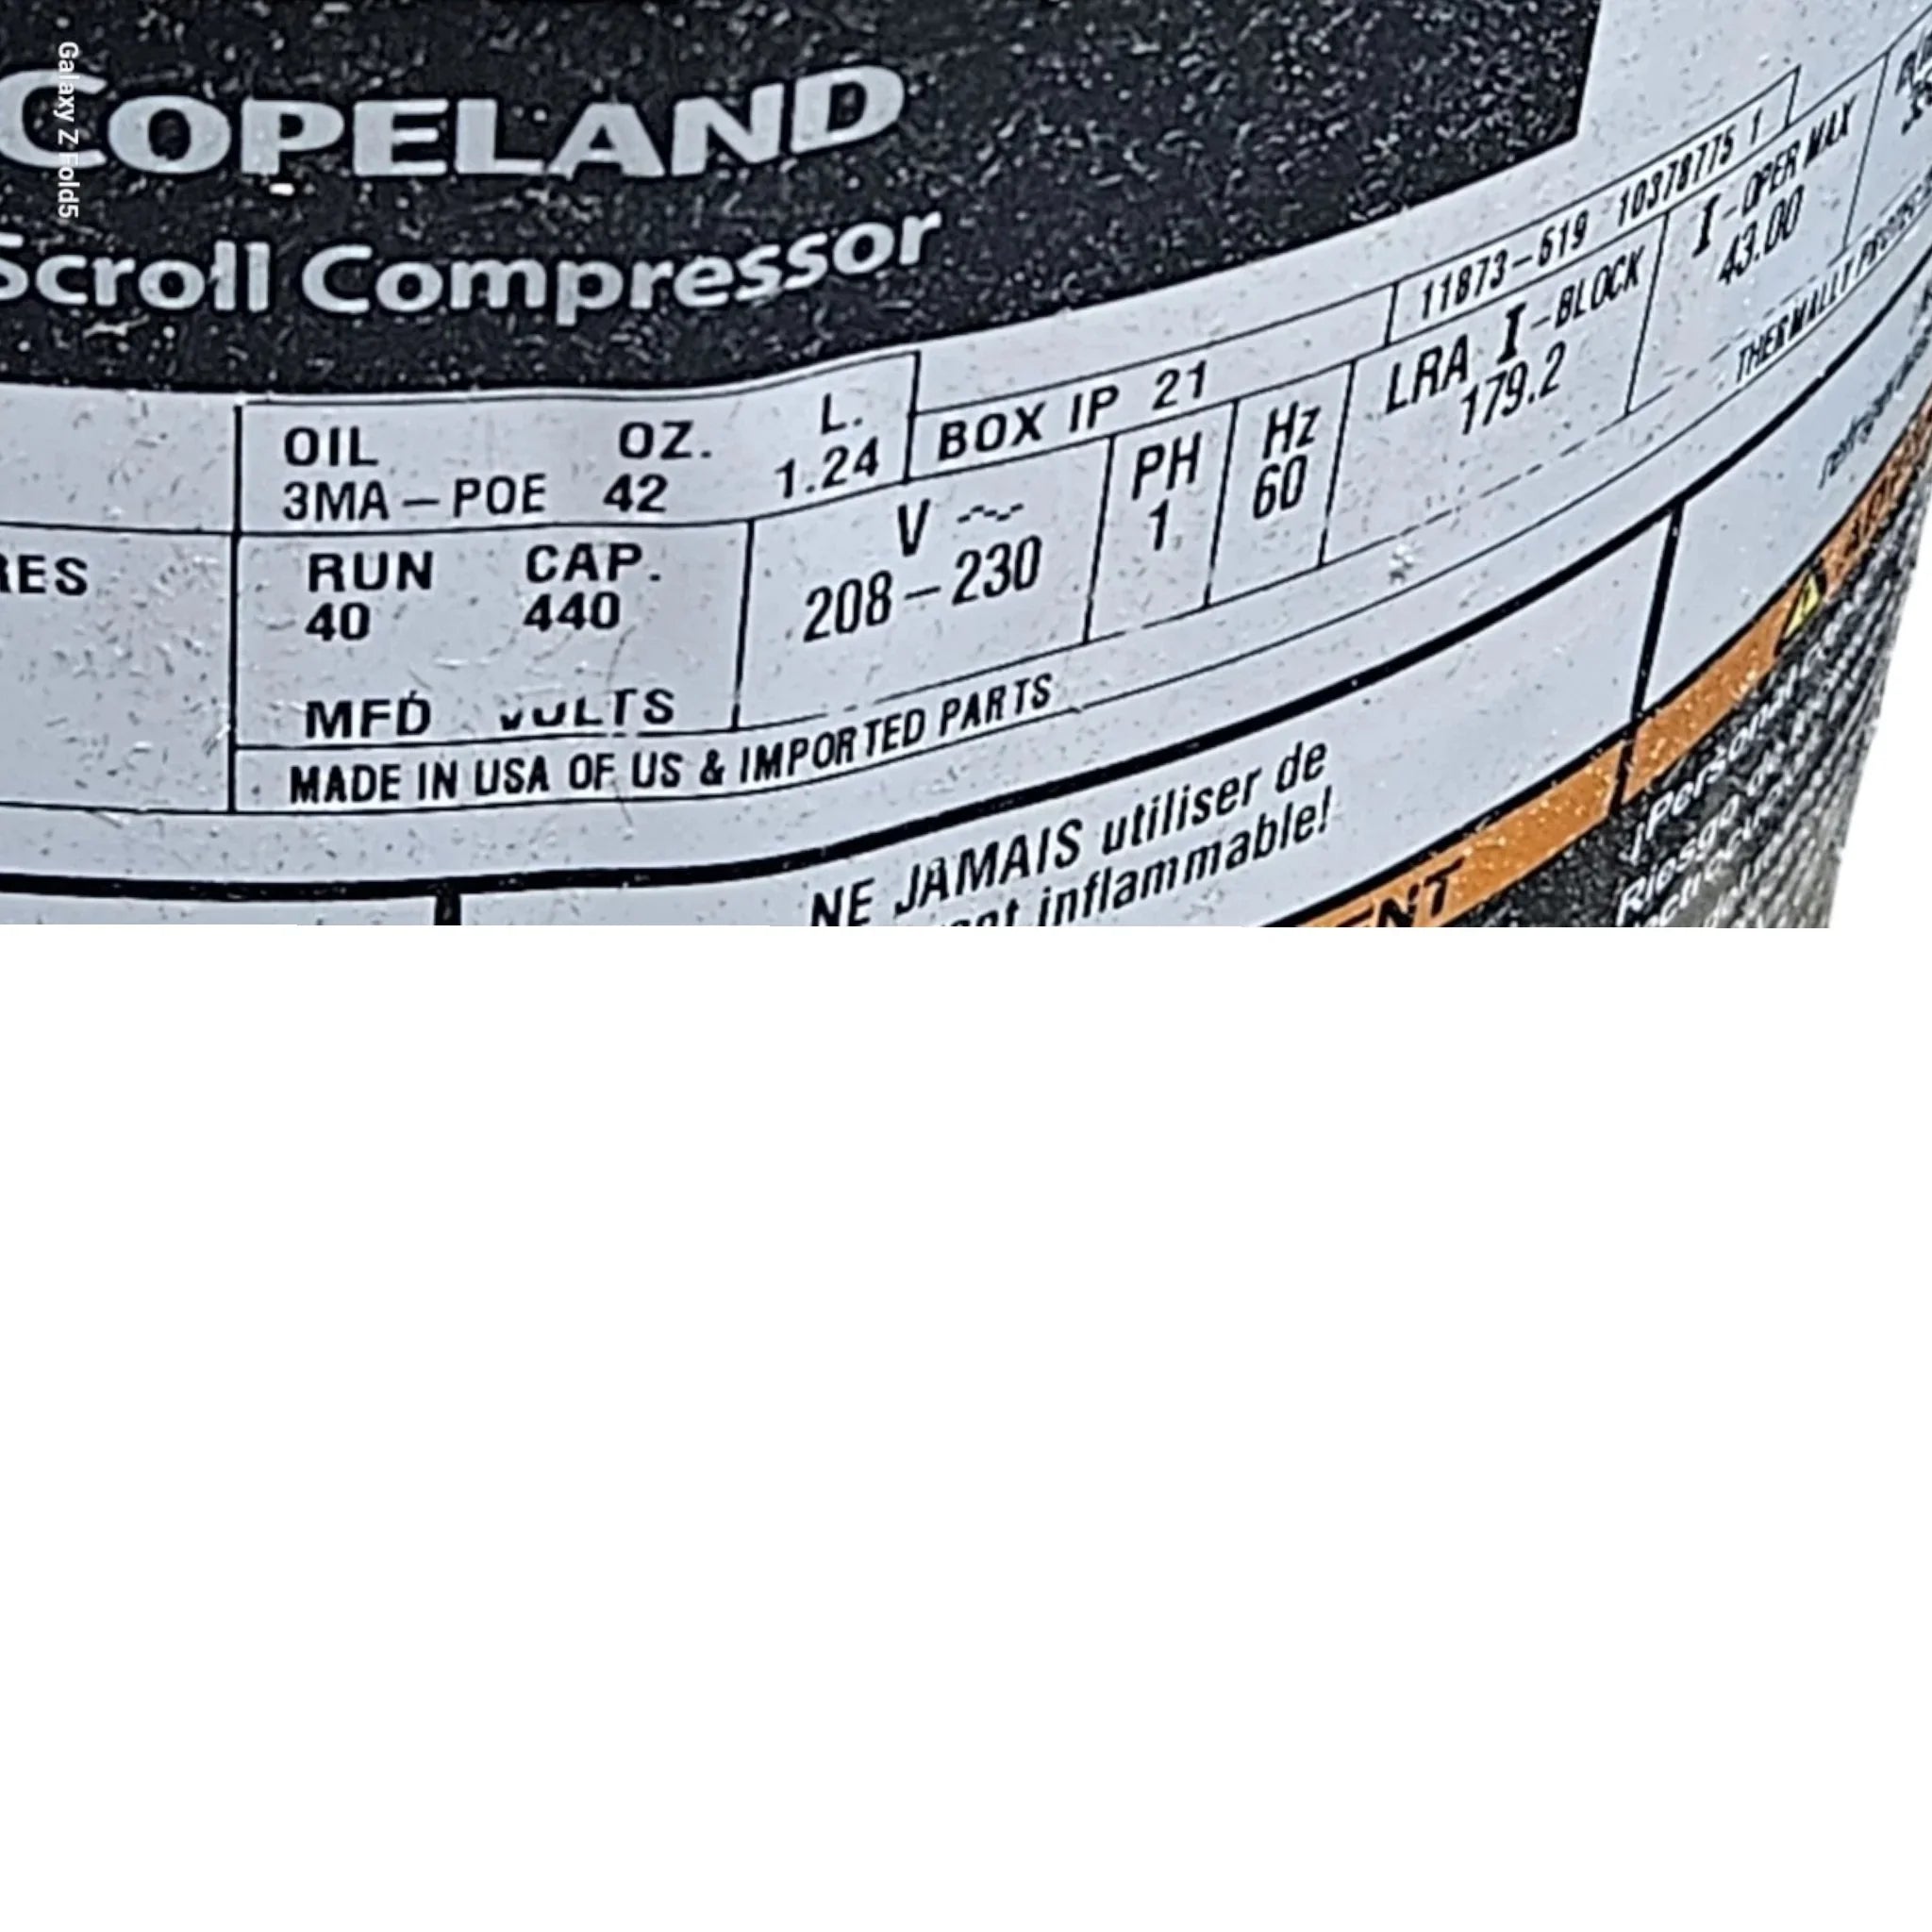 Galaxy Z Fold5
COPELAND
Scroll Compressor
11873-519 10378775 1
BOX IP 21
OIL OZ. L.
3MA-POE 42 1.24
V PH Hz LRA I-BLOCK I-OPER MAX
208-230 1 60 179.2 43.00
RUN CAP.
40 440
MFD VOLTS
THERMALLY
MADE IN USA OF US & IMPORTED PARTS
NE JAMAIS utiliser de
inflammable!